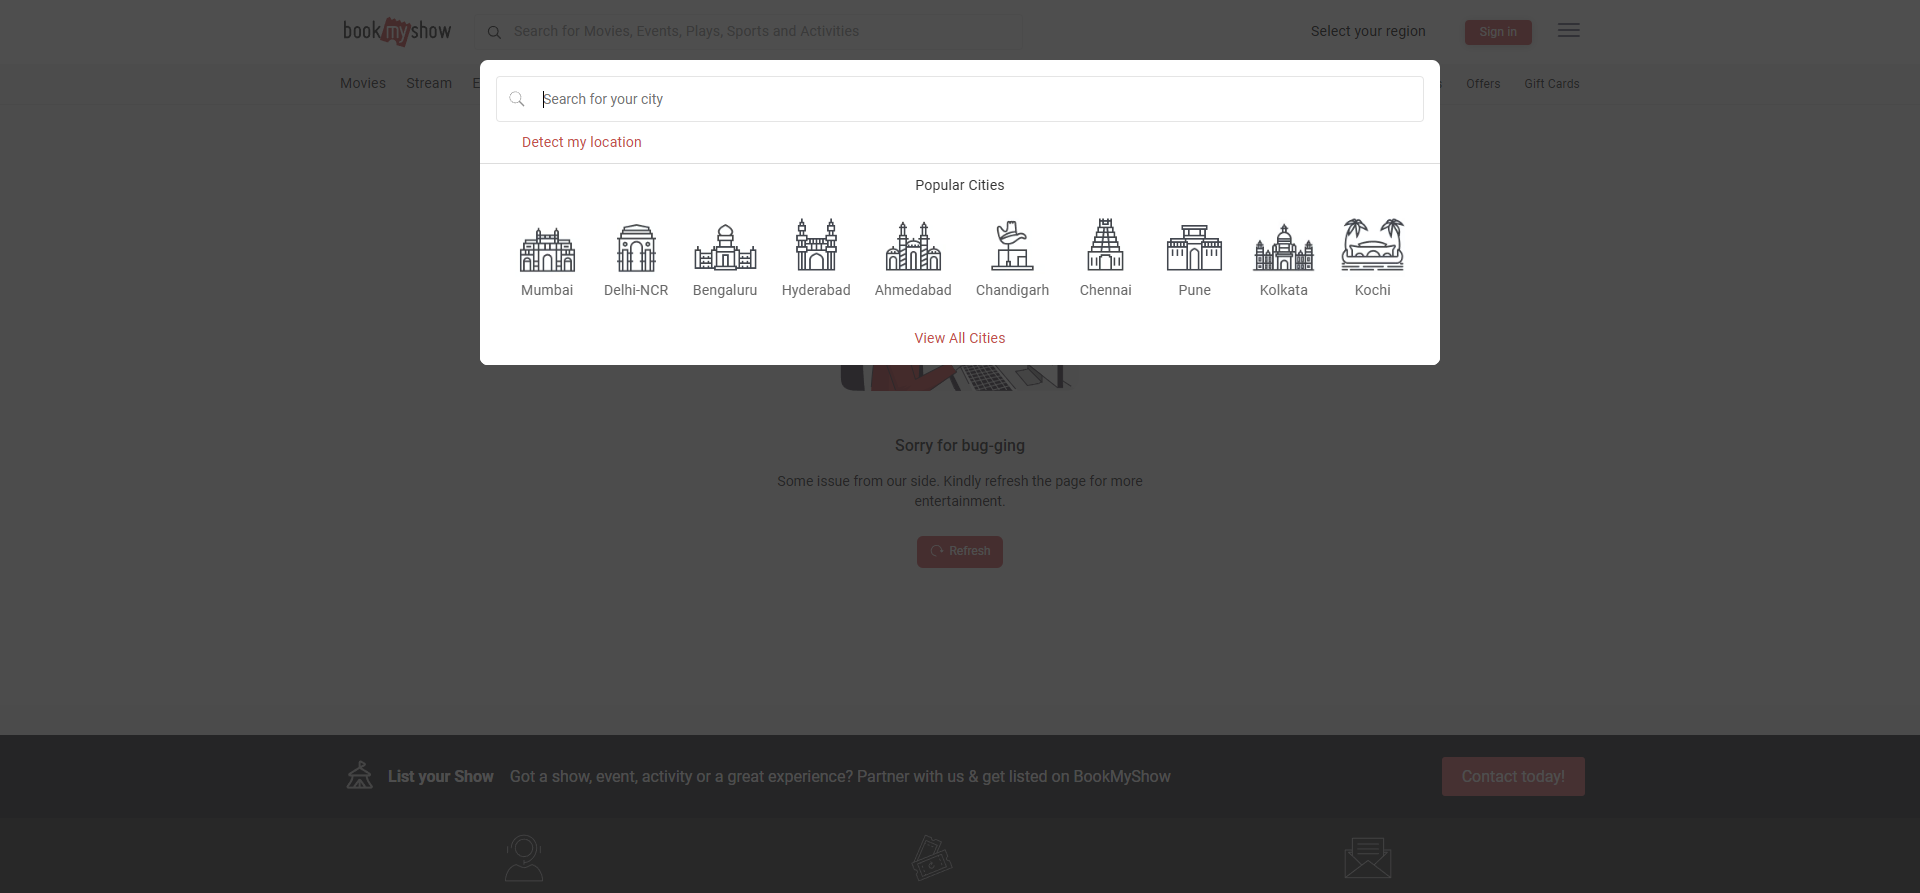 bookmyshow
Search for Movies, Events, Plays, Sports and Activities
Select your region
Sign in
Movies Stream
Offers Gift Cards
Search for your city
Detect my location
Popular Cities
Mumbai Delhi-NCR Bengaluru Hyderabad Ahmedabad Chandigarh Chennai Pune Kolkata Kochi
View All Cities
Sorry for bug-ging
Some issue from our side. Kindly refresh the page for more
entertainment.
Refresh
List your Show Got a show, event, activity or a great experience? Partner with us & get listed on BookMyShow
Contact today!